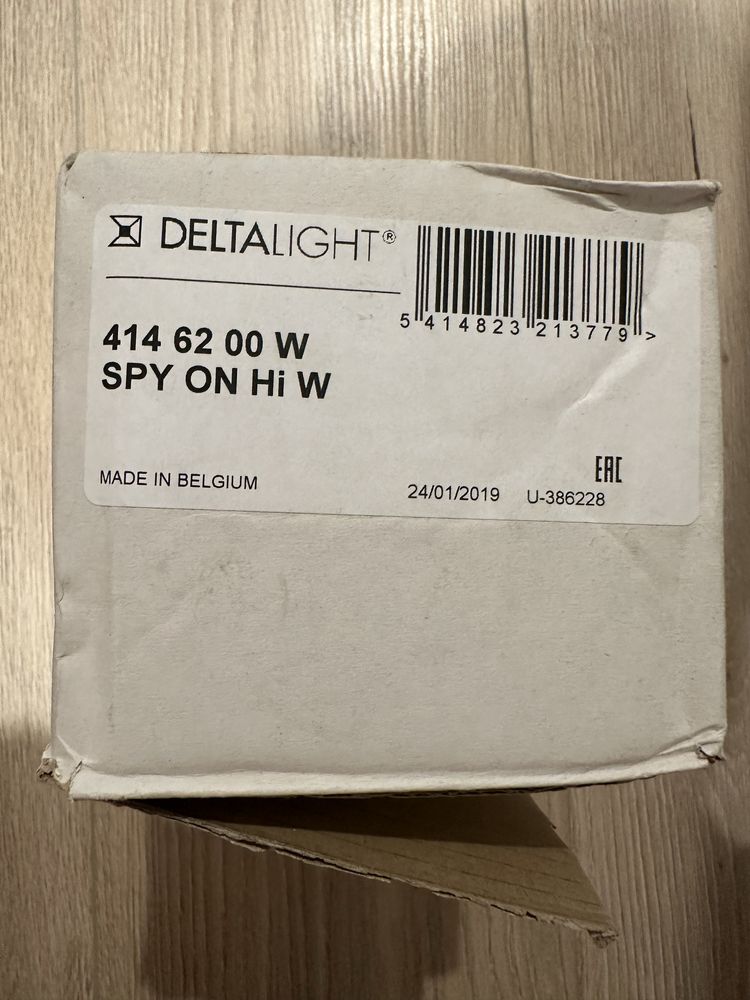 DELTALIGHT®
5 414823 213779 >
414 62 00 W
SPY ON Hi W
EAC
MADE IN BELGIUM
24/01/2019 U-386228